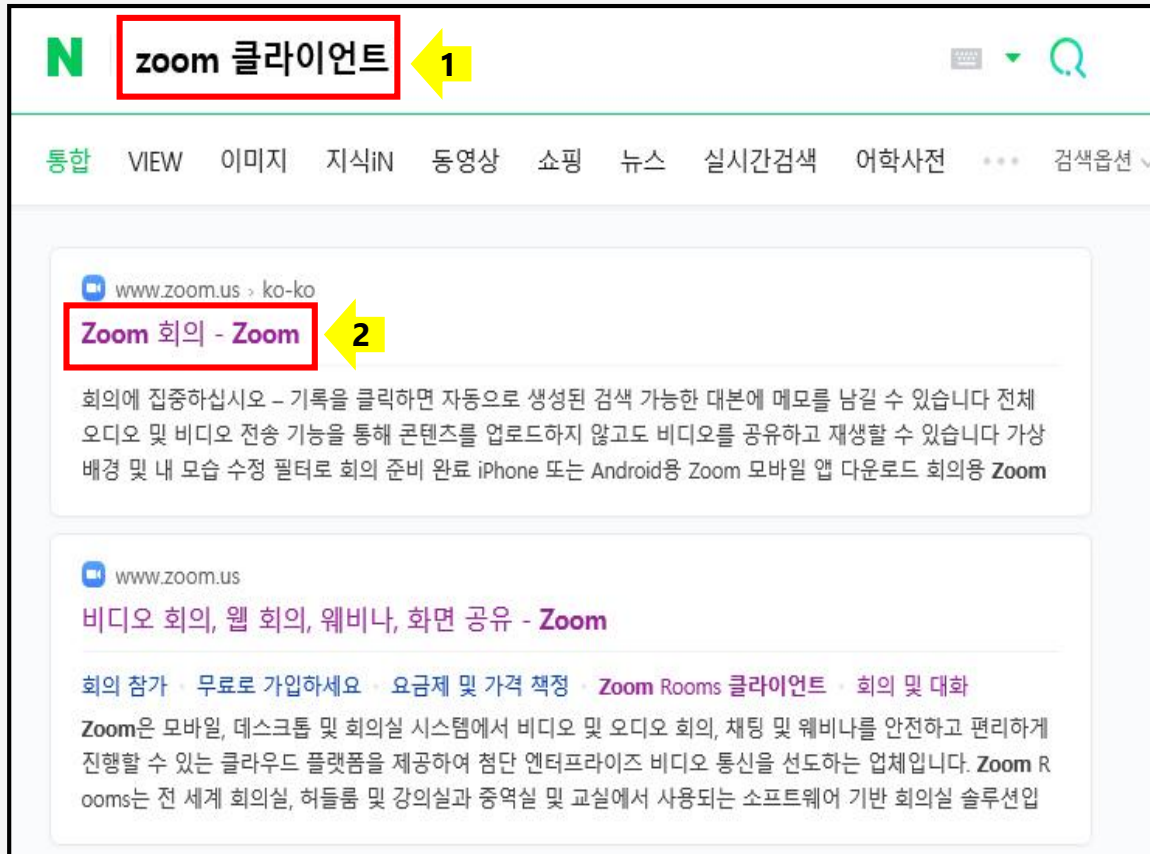 N zoom 클라이언트 1
통합 VIEW 이미지 지식iN 동영상 쇼핑 뉴스 실시간검색 어학사전 ••• 검색옵션
www.zoom.us › ko-ko
Zoom 회의 - Zoom 2
회의에 집중하십시오 – 기록을 클릭하면 자동으로 생성된 검색 가능한 대본에 메모를 남길 수 있습니다 전체
오디오 및 비디오 전송 기능을 통해 콘텐츠를 업로드하지 않고도 비디오를 공유하고 재생할 수 있습니다 가상
배경 및 내 모습 수정 필터로 회의 준비 완료 iPhone 또는 Android용 Zoom 모바일 앱 다운로드 회의용 Zoom
www.zoom.us
비디오 회의, 웹 회의, 웨비나, 화면 공유 - Zoom
회의 참가 · 무료로 가입하세요 · 요금제 및 가격 책정 · Zoom Rooms 클라이언트 · 회의 및 대화
Zoom은 모바일, 데스크톱 및 회의실 시스템에서 비디오 및 오디오 회의, 채팅 및 웨비나를 안전하고 편리하게
진행할 수 있는 클라우드 플랫폼을 제공하여 첨단 엔터프라이즈 비디오 통신을 선도하는 업체입니다. Zoom R
ooms는 전 세계 회의실, 허들룸 및 강의실과 중역실 및 교실에서 사용되는 소프트웨어 기반 회의실 솔루션입